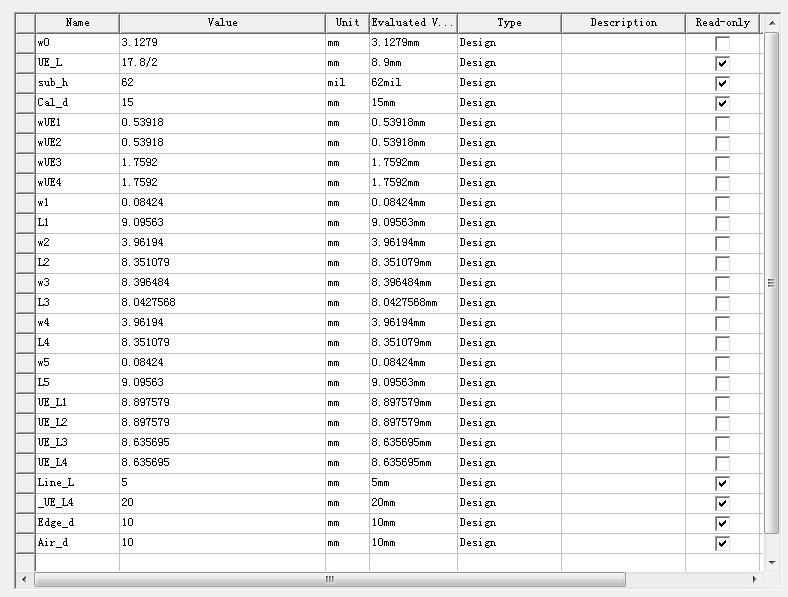 Name Value Unit Evaluated V... Type Description Read-only
w0 3.1279 mm 3.1279mm Design
UE_L 17.8/2 mm 8.9mm Design
sub_h 62 mil 62mil Design
Cal_d 15 mm 15mm Design
wUE1 0.53918 mm 0.53918mm Design
wUE2 0.53918 mm 0.53918mm Design
wUE3 1.7592 mm 1.7592mm Design
wUE4 1.7592 mm 1.7592mm Design
w1 0.08424 mm 0.08424mm Design
L1 9.09563 mm 9.09563mm Design
w2 3.96194 mm 3.96194mm Design
L2 8.351079 mm 8.351079mm Design
w3 8.396484 mm 8.396484mm Design
L3 8.0427568 mm 8.0427568mm Design
w4 3.96194 mm 3.96194mm Design
L4 8.351079 mm 8.351079mm Design
w5 0.08424 mm 0.08424mm Design
L5 9.09563 mm 9.09563mm Design
UE_L1 8.897579 mm 8.897579mm Design
UE_L2 8.897579 mm 8.897579mm Design
UE_L3 8.635695 mm 8.635695mm Design
UE_L4 8.635695 mm 8.635695mm Design
Line_L 5 mm 5mm Design
_UE_L4 20 mm 20mm Design
Edge_d 10 mm 10mm Design
Air_d 10 mm 10mm Design